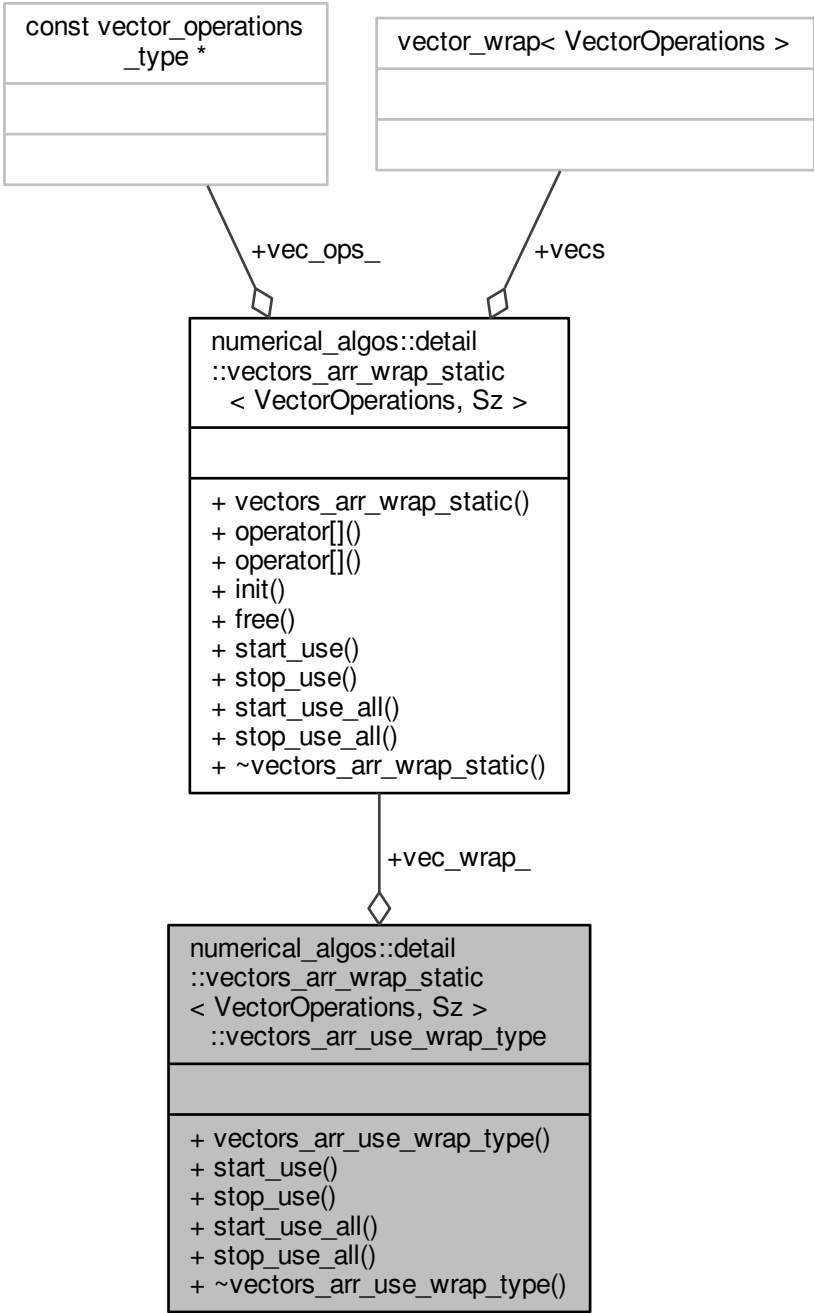 const vector_operations
_type *
vector_wrap< VectorOperations >
+vec_ops_
+vecs
numerical_algos::detail
::vectors_arr_wrap_static
< VectorOperations, Sz >
+ vectors_arr_wrap_static()
+ operator[]()
+ operator[]()
+ init()
+ free()
+ start_use()
+ stop_use()
+ start_use_all()
+ stop_use_all()
+ ~vectors_arr_wrap_static()
+vec_wrap_
numerical_algos::detail
::vectors_arr_wrap_static
< VectorOperations, Sz >
::vectors_arr_use_wrap_type
+ vectors_arr_use_wrap_type()
+ start_use()
+ stop_use()
+ start_use_all()
+ stop_use_all()
+ ~vectors_arr_use_wrap_type()